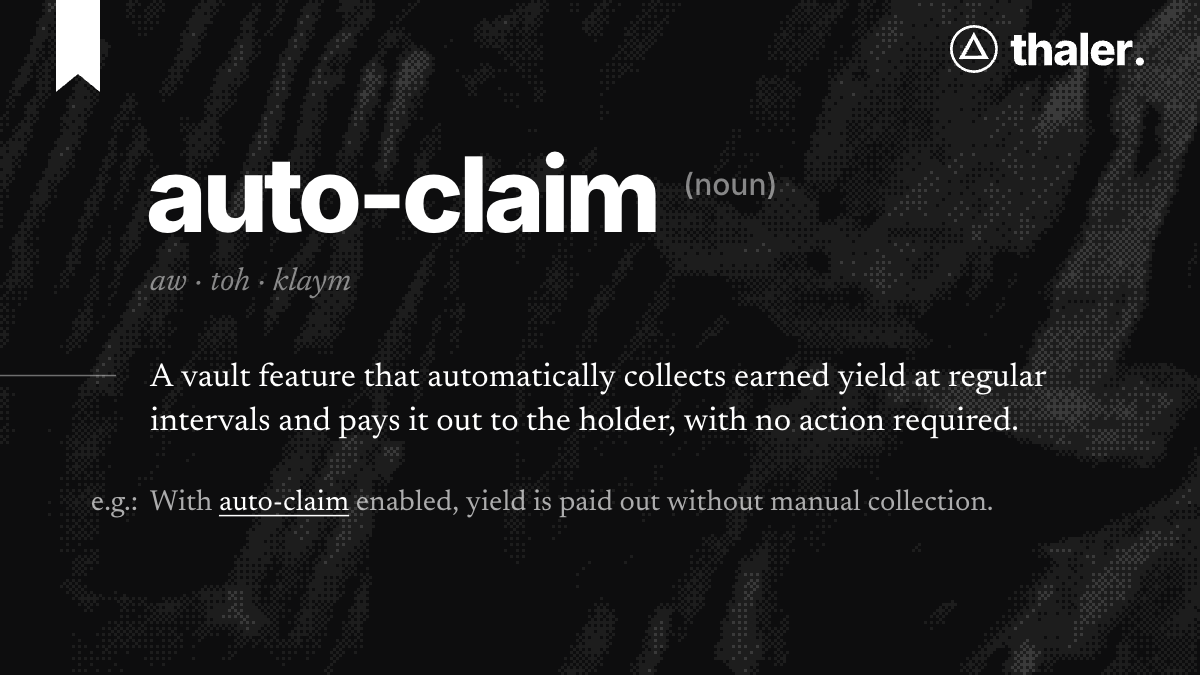 thaler.
auto-claim (noun)
aw · toh · klaym
A vault feature that automatically collects earned yield at regular
intervals and pays it out to the holder, with no action required.
e.g.: With auto-claim enabled, yield is paid out without manual collection.